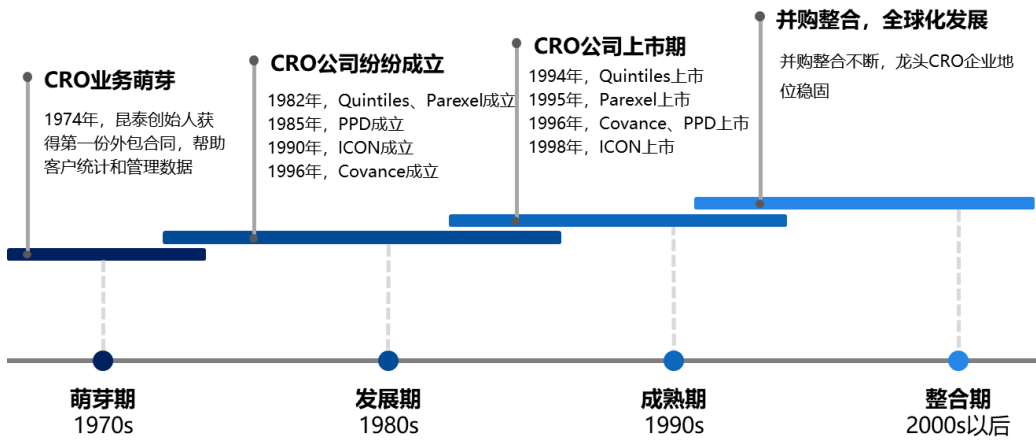 CRO业务萌芽
1974年，昆泰创始人获
得第一份外包合同，帮助
客户统计和管理数据
CRO公司纷纷成立
1982年，Quintiles、Parexel成立
1985年，PPD成立
1990年，ICON成立
1996年，Covance成立
CRO公司上市期
1994年，Quintiles上市
1995年，Parexel上市
1996年，Covance、PPD上市
1998年，ICON上市
并购整合，全球化发展
并购整合不断，龙头CRO企业地
位稳固
萌芽期
1970s
发展期
1980s
成熟期
1990s
整合期
2000s以后